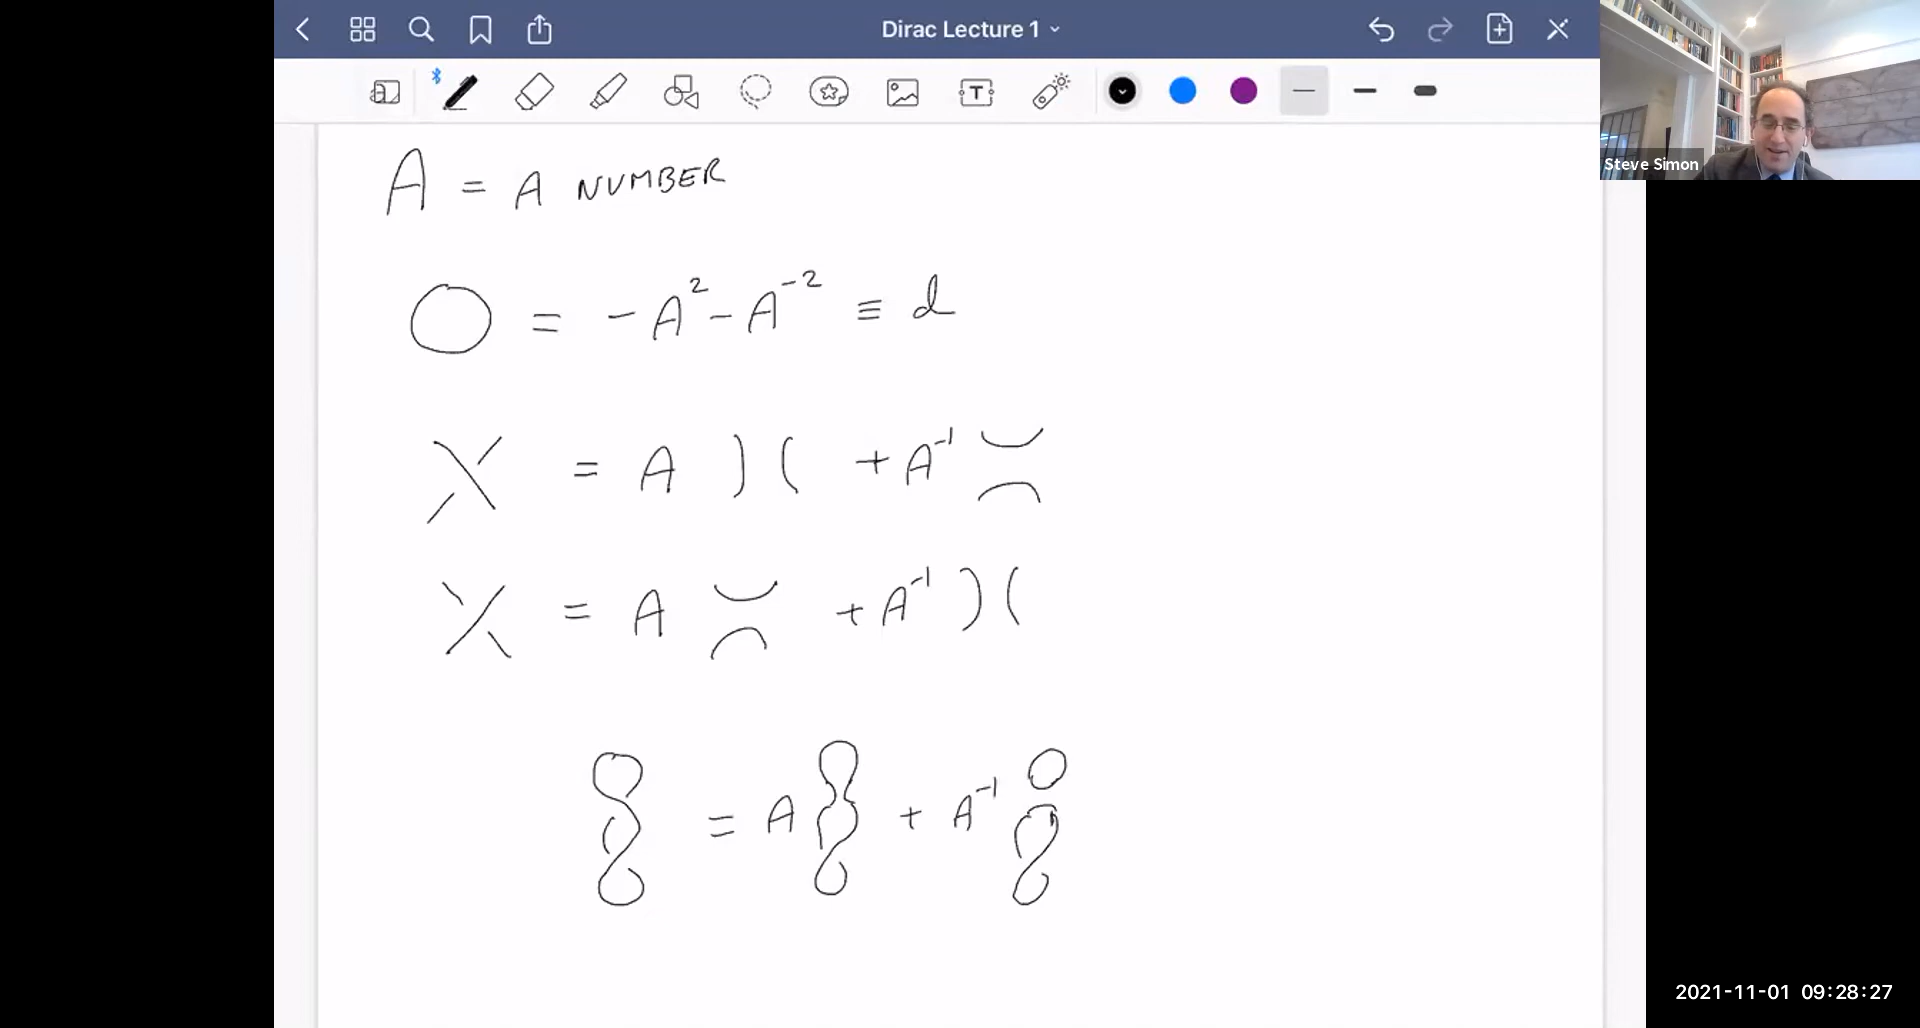 Dirac Lecture 1
Steve Simon
A = A NUMBER
O = -A² - A⁻² ≡ d
= A ) ( + A⁻¹
= A + A⁻¹ ) (
= A + A⁻¹
2021-11-01 09:28:27